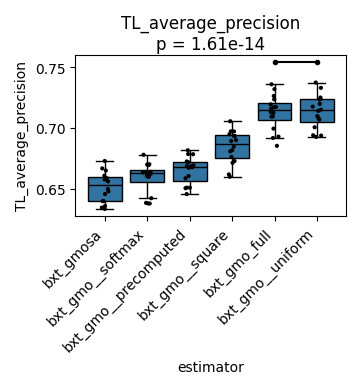 TL_average_precision
p = 1.61e-14
TL_average_precision
0.75
0.70
0.65
bxt_gmosa
bxt_gmo__softmax
bxt_gmo__precomputed
bxt_gmo__square
bxt_gmo_full
bxt_gmo__uniform
estimator